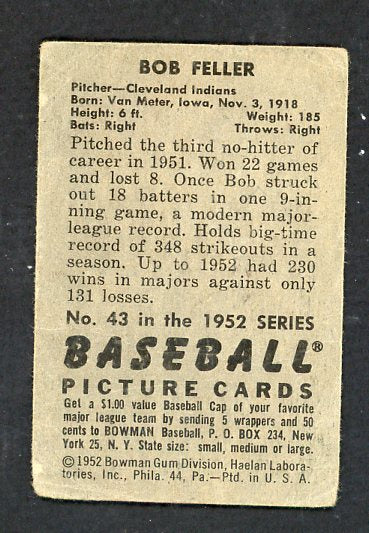 BOB FELLER
Pitcher—Cleveland Indians
Born: Van Meter, Iowa, Nov. 3, 1918
Height: 6 ft. Weight: 185
Bats: Right Throws: Right
Pitched the third no-hitter of
career in 1951. Won 22 games
and lost 8. Once Bob struck
out 18 batters in one 9-in-
ning game, a modern major-
league record. Holds big-time
record of 348 strikeouts in
a season. Up to 1952 had 230
wins in majors against only
131 losses.
No. 43 in the 1952 SERIES
BASEBALL®
PICTURE CARDS
Get a $1.00 value Baseball Cap of your favorite
major league team by sending 5 wrappers and 50
cents to BOWMAN Baseball, P. O. BOX 234, New
York 25, N. Y. State size: small, medium or large.
©1952 Bowman Gum Division, Haelan Labora-
tories, Inc., Phila. 44, Pa.—Ptd. in U. S. A.